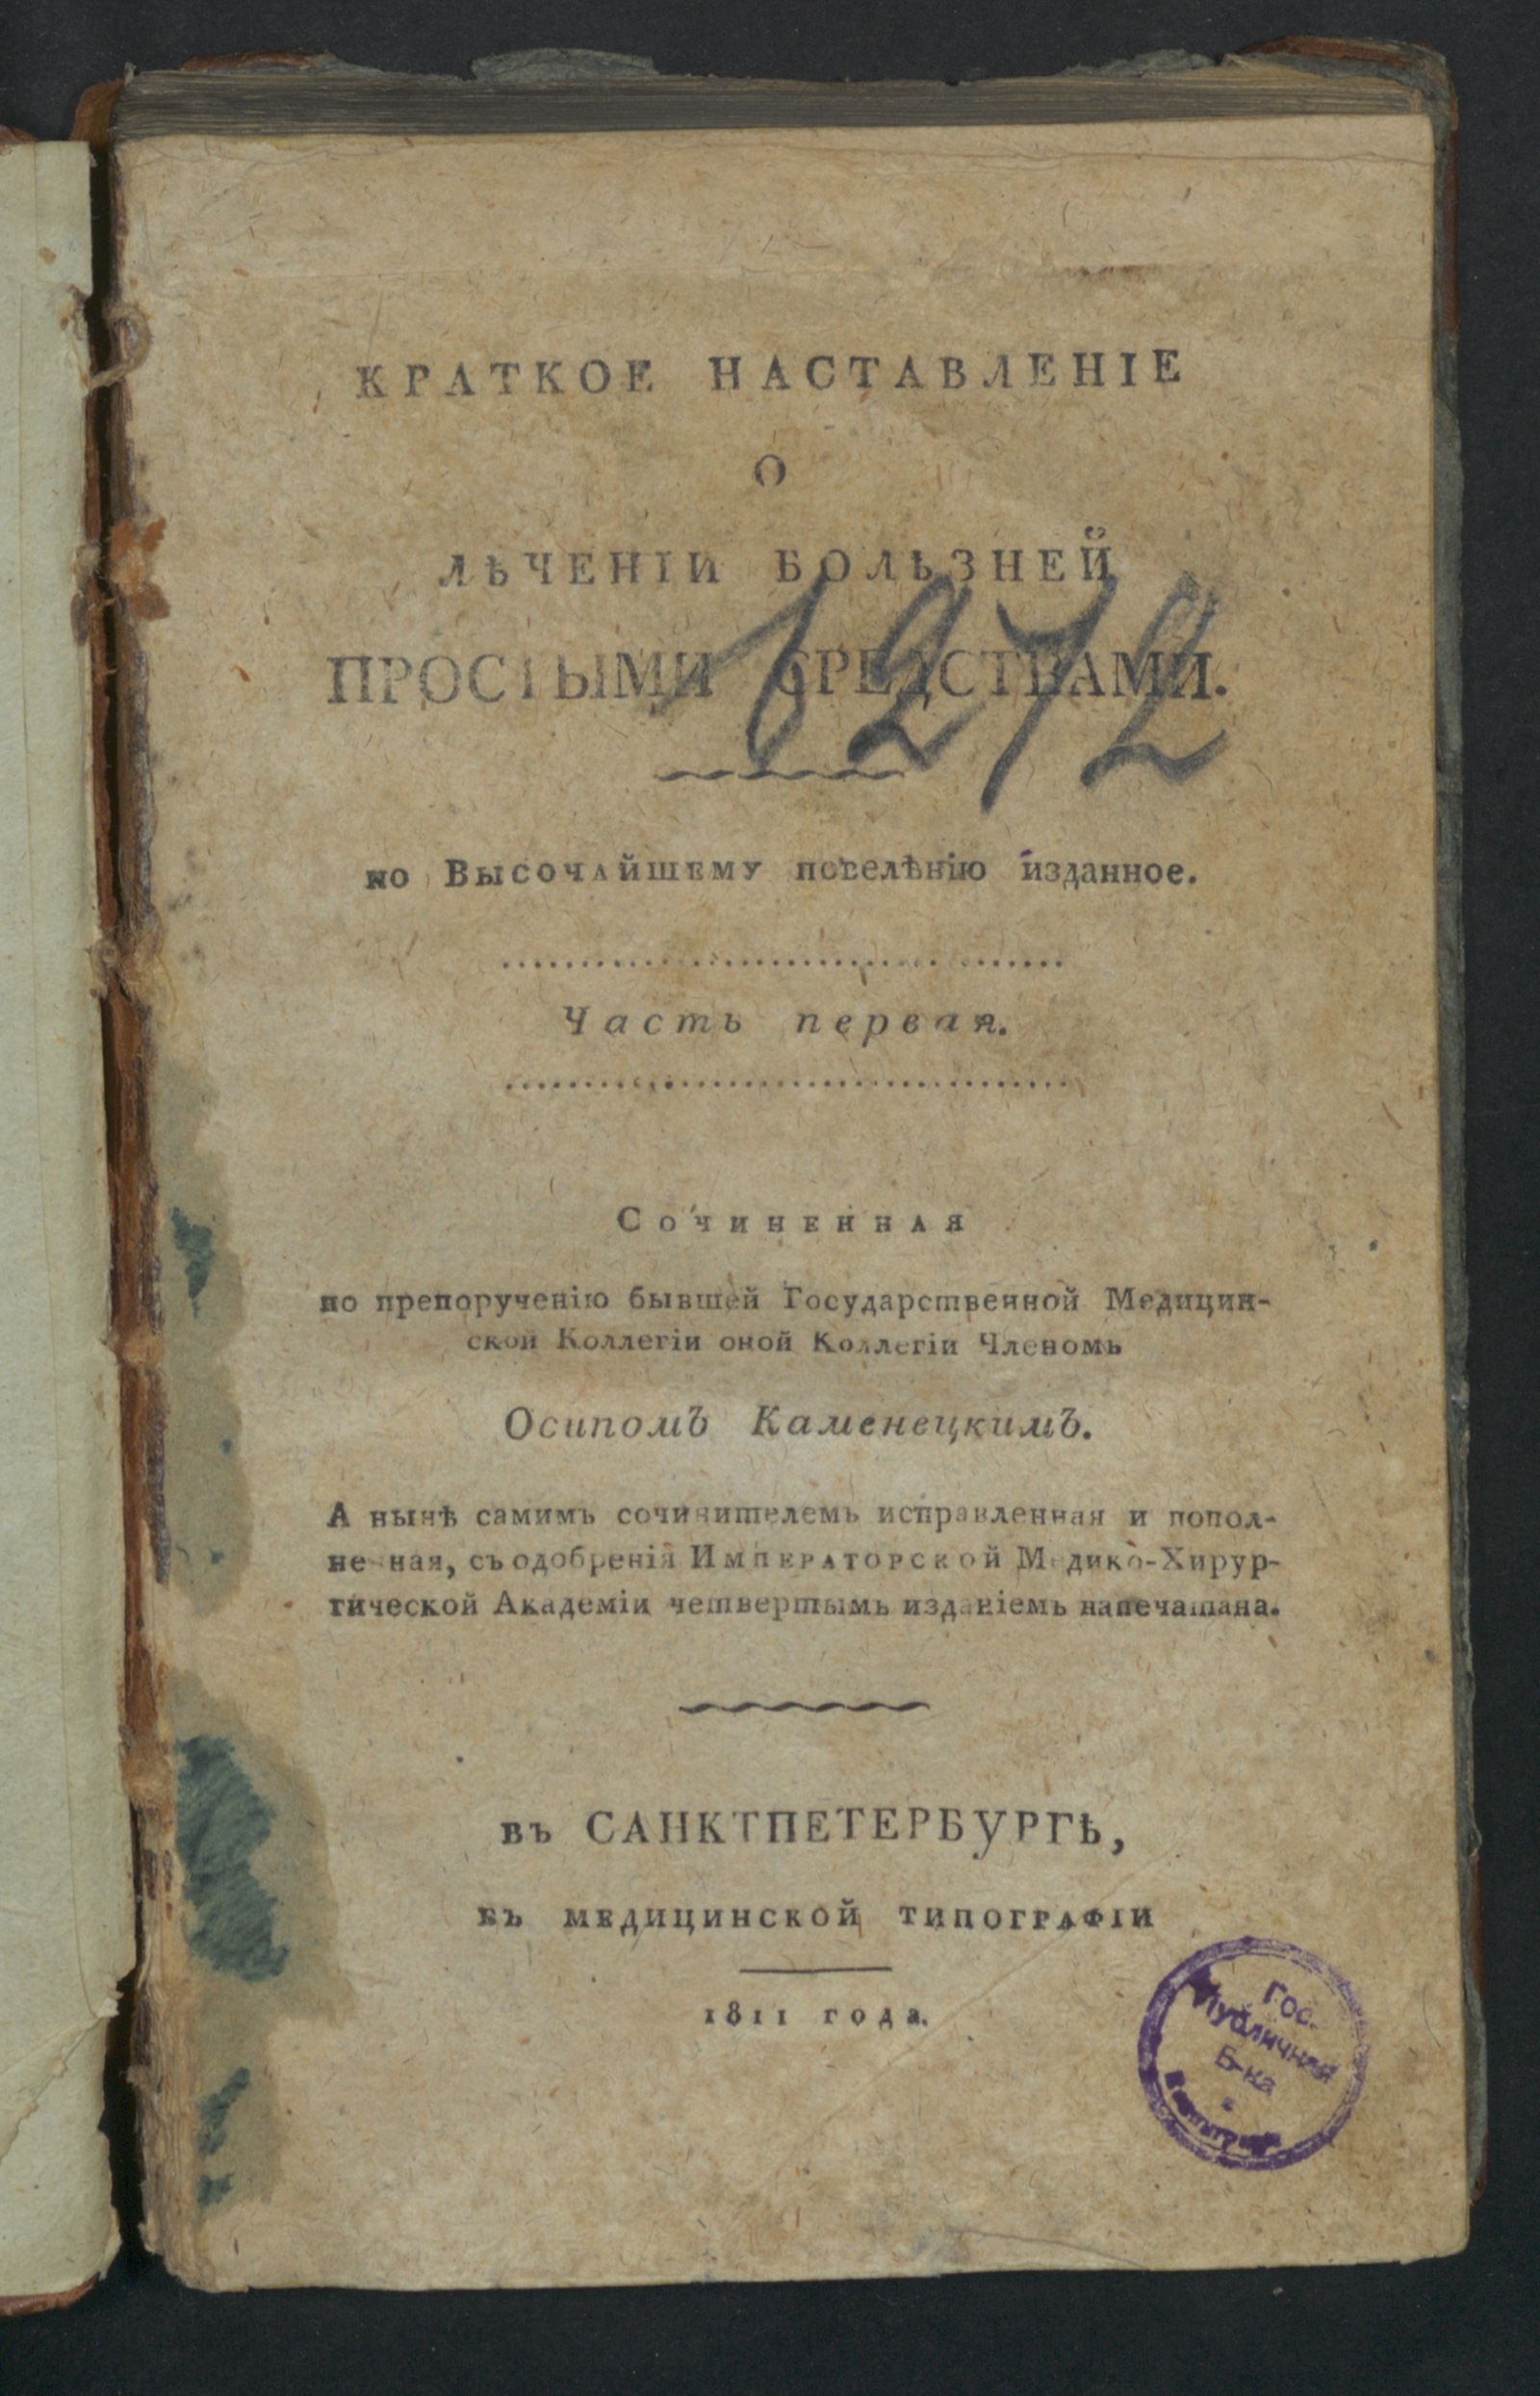 КРАТКОЕ НАСТАВЛЕНІЕ
О
ЛѢЧЕНІИ БОЛѢЗНЕЙ
ПРОСТЫМИ СРЕДСТВАМИ.
1272
по Высочайшему повелѣнію изданное.
Часть первая.
Сочиненная
по препорученію бывшей Государственной Медицин-
ской Коллегіи оной Коллегіи Членомъ
Осипомъ Каменецкимъ.
А нынѣ самимъ сочинителемъ исправленная и попол-
ненная, съ одобренія Императорской Медико-Хирур-
гической Академіи четвертымъ изданіемъ напечатана.
въ САНКТПЕТЕРБУРГѢ,
въ медицинской типографіи
1811 года.
Гос.
Публичная
Б-ка